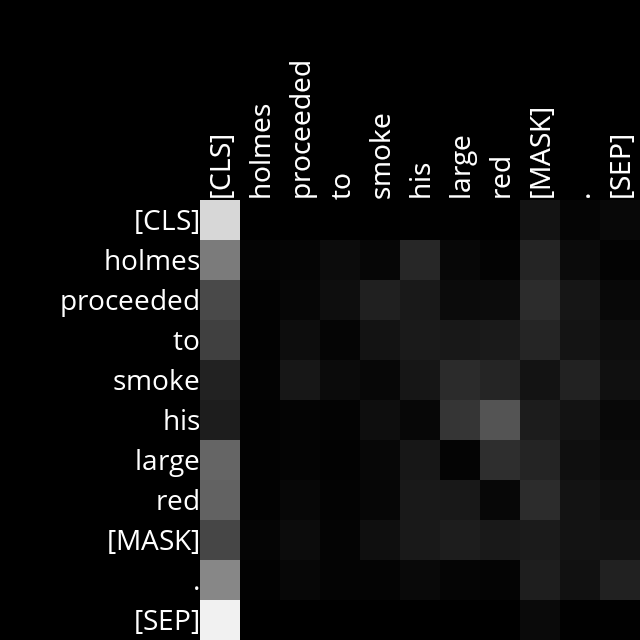 [CLS] holmes proceeded to smoke his large red [MASK] . [SEP]
[CLS]
holmes
proceeded
to
smoke
his
large
red
[MASK]
.
[SEP]